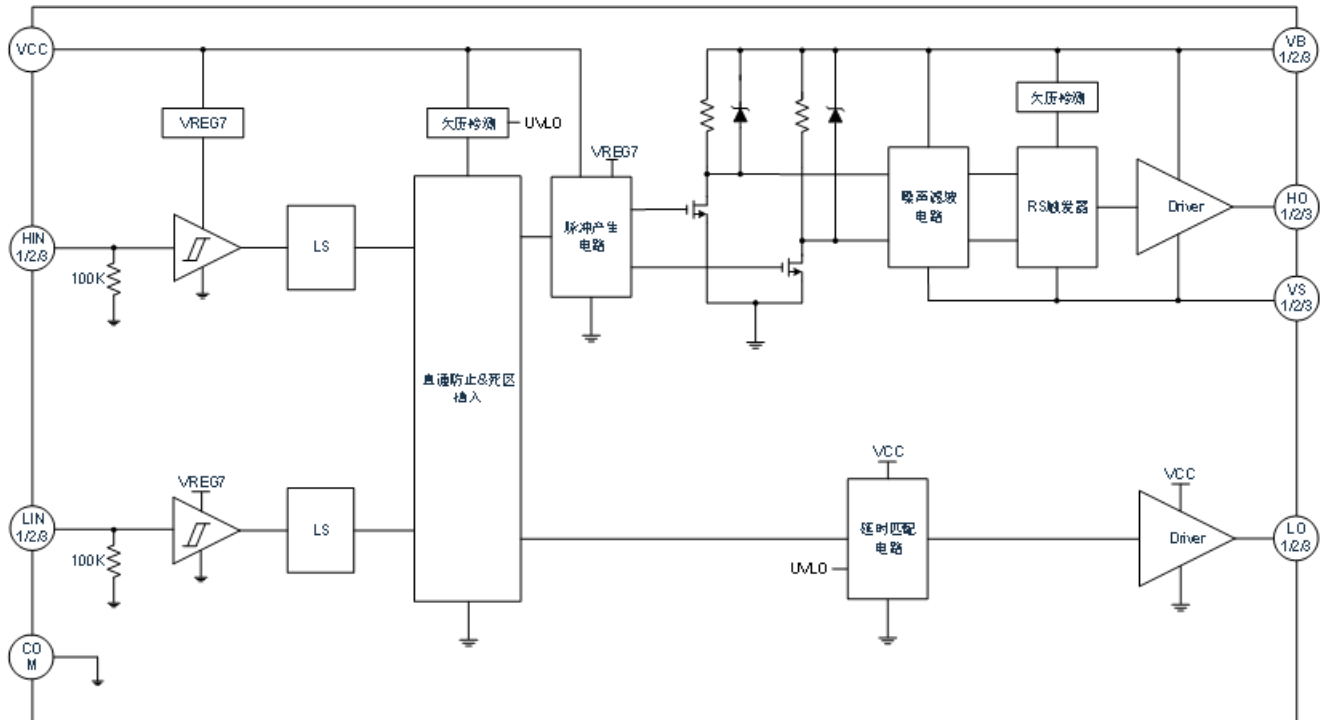 VCC
VB
1/2/3
VREG7
欠压检测
UVLO
欠压检测
VREG7
HIN
1/2/3
100K
LS
脉冲产生
电路
噪声滤波
电路
RS触发器
Driver
HO
1/2/3
VS
1/2/3
直通防止&死区
插入
LIN
1/2/3
100K
VREG7
LS
VCC
延时匹配
电路
UVLO
VCC
Driver
LO
1/2/3
CO
M